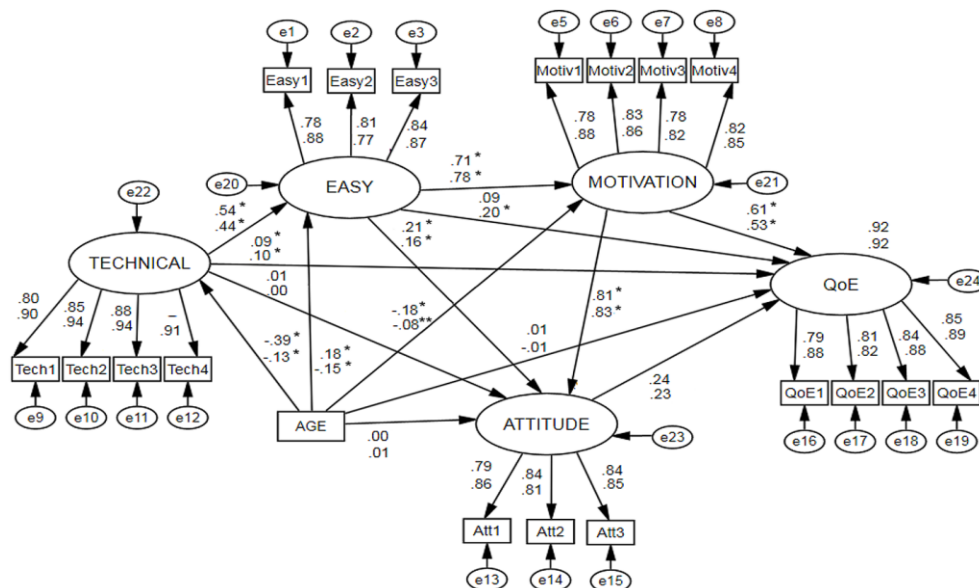 e1 e2 e3
e5 e6 e7 e8
Easy1 Easy2 Easy3
Motiv1 Motiv2 Motiv3 Motiv4
.78 .81 .84
.88 .77 .87
.78 .83 .78 .82
.88 .86 .82 .85
e22
e20
EASY
.71*
.78*
MOTIVATION
e21
.54*
.44*
.09
.20*
.61*
.53*
.92
.92
TECHNICAL
.09*
.10*
.21*
.16*
.01
.00
QoE
e24
.80 .85 .88 –
.90 .94 .94 .91
-.39*
-.13*
.18*
-.15*
-.18*
-.08**
.81*
.83*
.01
-.01
.79 .81 .84 .85
.88 .82 .88 .89
Tech1 Tech2 Tech3 Tech4
e9 e10 e11 e12
.24
.23
QoE1 QoE2 QoE3 QoE4
e16 e17 e18 e19
AGE
.00
.01
ATTITUDE
e23
.79 .84 .84
.86 .81 .85
Att1 Att2 Att3
e13 e14 e15